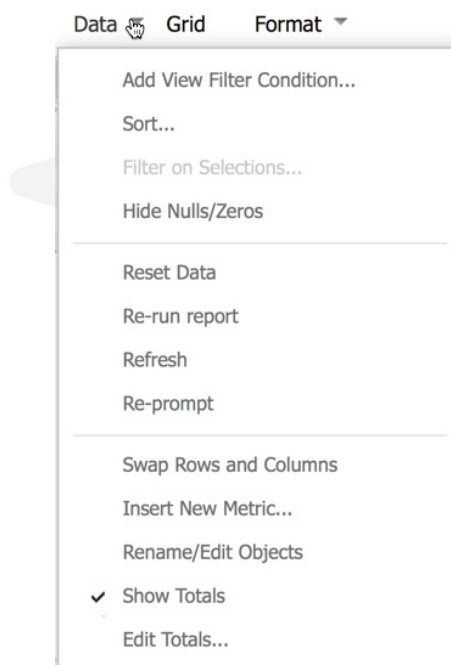 Data Grid Format
Add View Filter Condition...
Sort...
Filter on Selections...
Hide Nulls/Zeros
Reset Data
Re-run report
Refresh
Re-prompt
Swap Rows and Columns
Insert New Metric...
Rename/Edit Objects
Show Totals
Edit Totals...